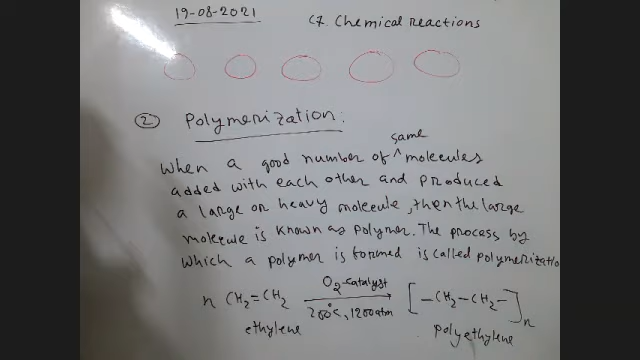 19-08-2021
C7 Chemical reactions
② Polymerization:
same
When a good number of ^ molecules
added with each other and produced
a large or heavy molecule, then the large
molecule is known as polymer. The process by
which a polymer is formed is called polymerizatio
n CH₂=CH₂ O₂-catalyst 200°C, 1200 atm [—CH₂—CH₂—]n
ethylene polyethylene